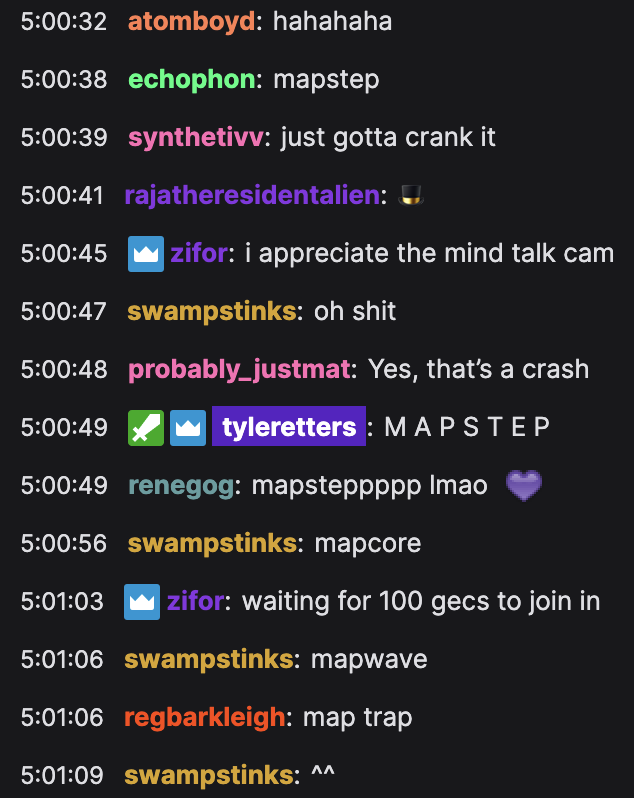 5:00:32 atomboyd: hahahaha
5:00:38 echophon: mapstep
5:00:39 synthetivv: just gotta crank it
5:00:41 rajatheresidentalien: 🎩
5:00:45 zifor: i appreciate the mind talk cam
5:00:47 swampstinks: oh shit
5:00:48 probably_justmat: Yes, that’s a crash
5:00:49 tyleretters: M A P S T E P
5:00:49 renegog: mapsteppppp lmao 💜
5:00:56 swampstinks: mapcore
5:01:03 zifor: waiting for 100 gecs to join in
5:01:06 swampstinks: mapwave
5:01:06 regbarkleigh: map trap
5:01:09 swampstinks: ^^